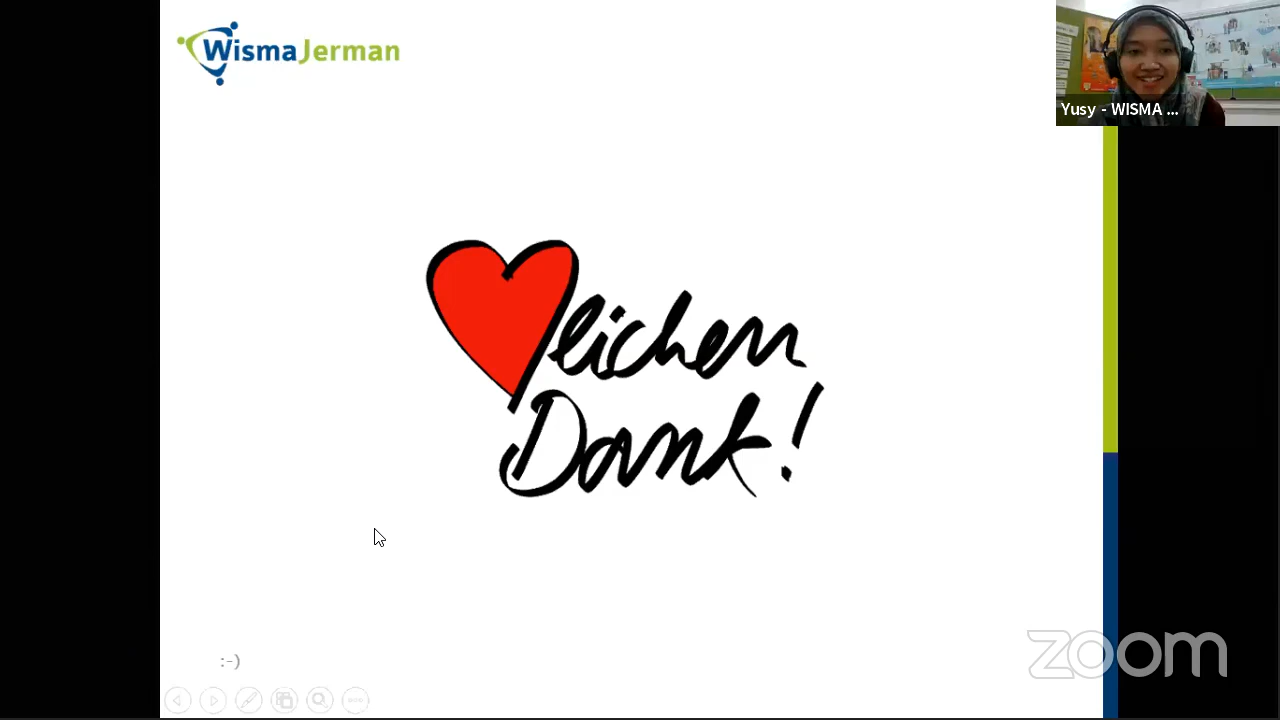 WismaJerman
Yusy - WISMA ...
lichen
Dank!
:-)
zoom